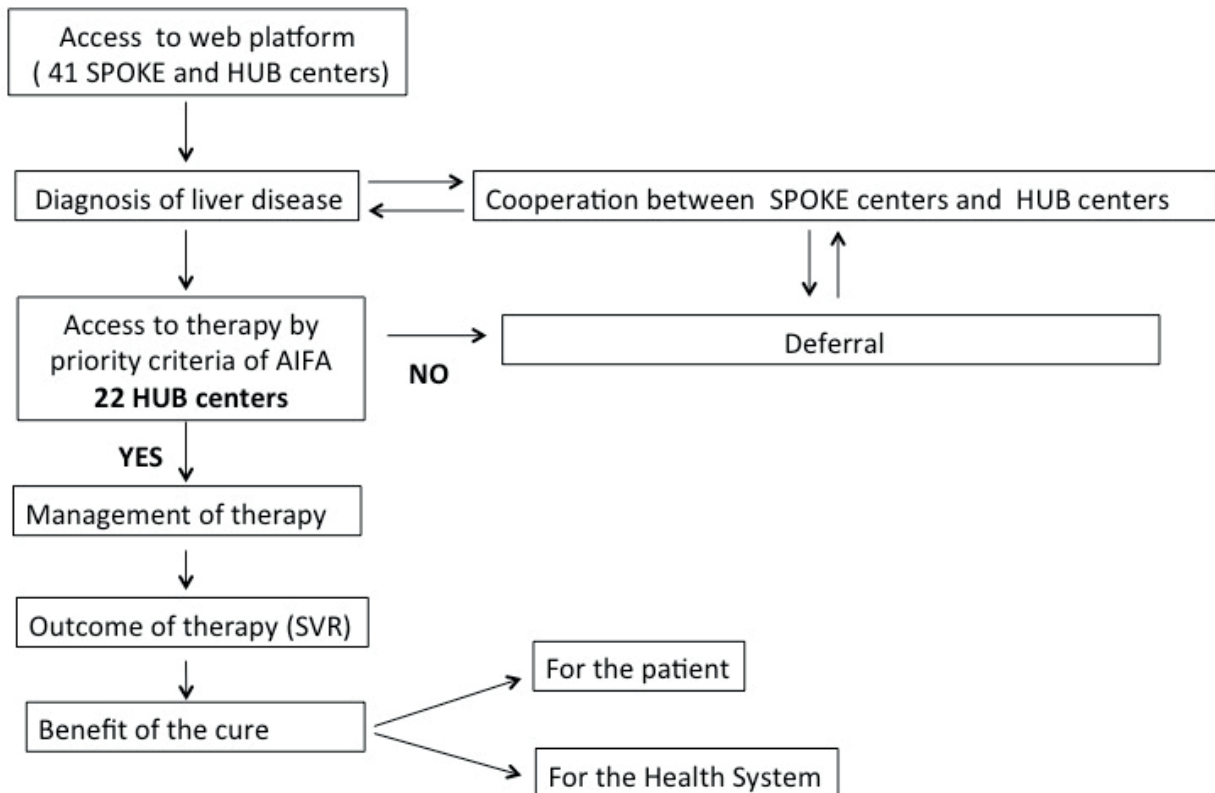 Access to web platform
( 41 SPOKE and HUB centers)
Diagnosis of liver disease
Cooperation between SPOKE centers and HUB centers
Access to therapy by
priority criteria of AIFA
22 HUB centers
NO
Deferral
YES
Management of therapy
Outcome of therapy (SVR)
For the patient
Benefit of the cure
For the Health System